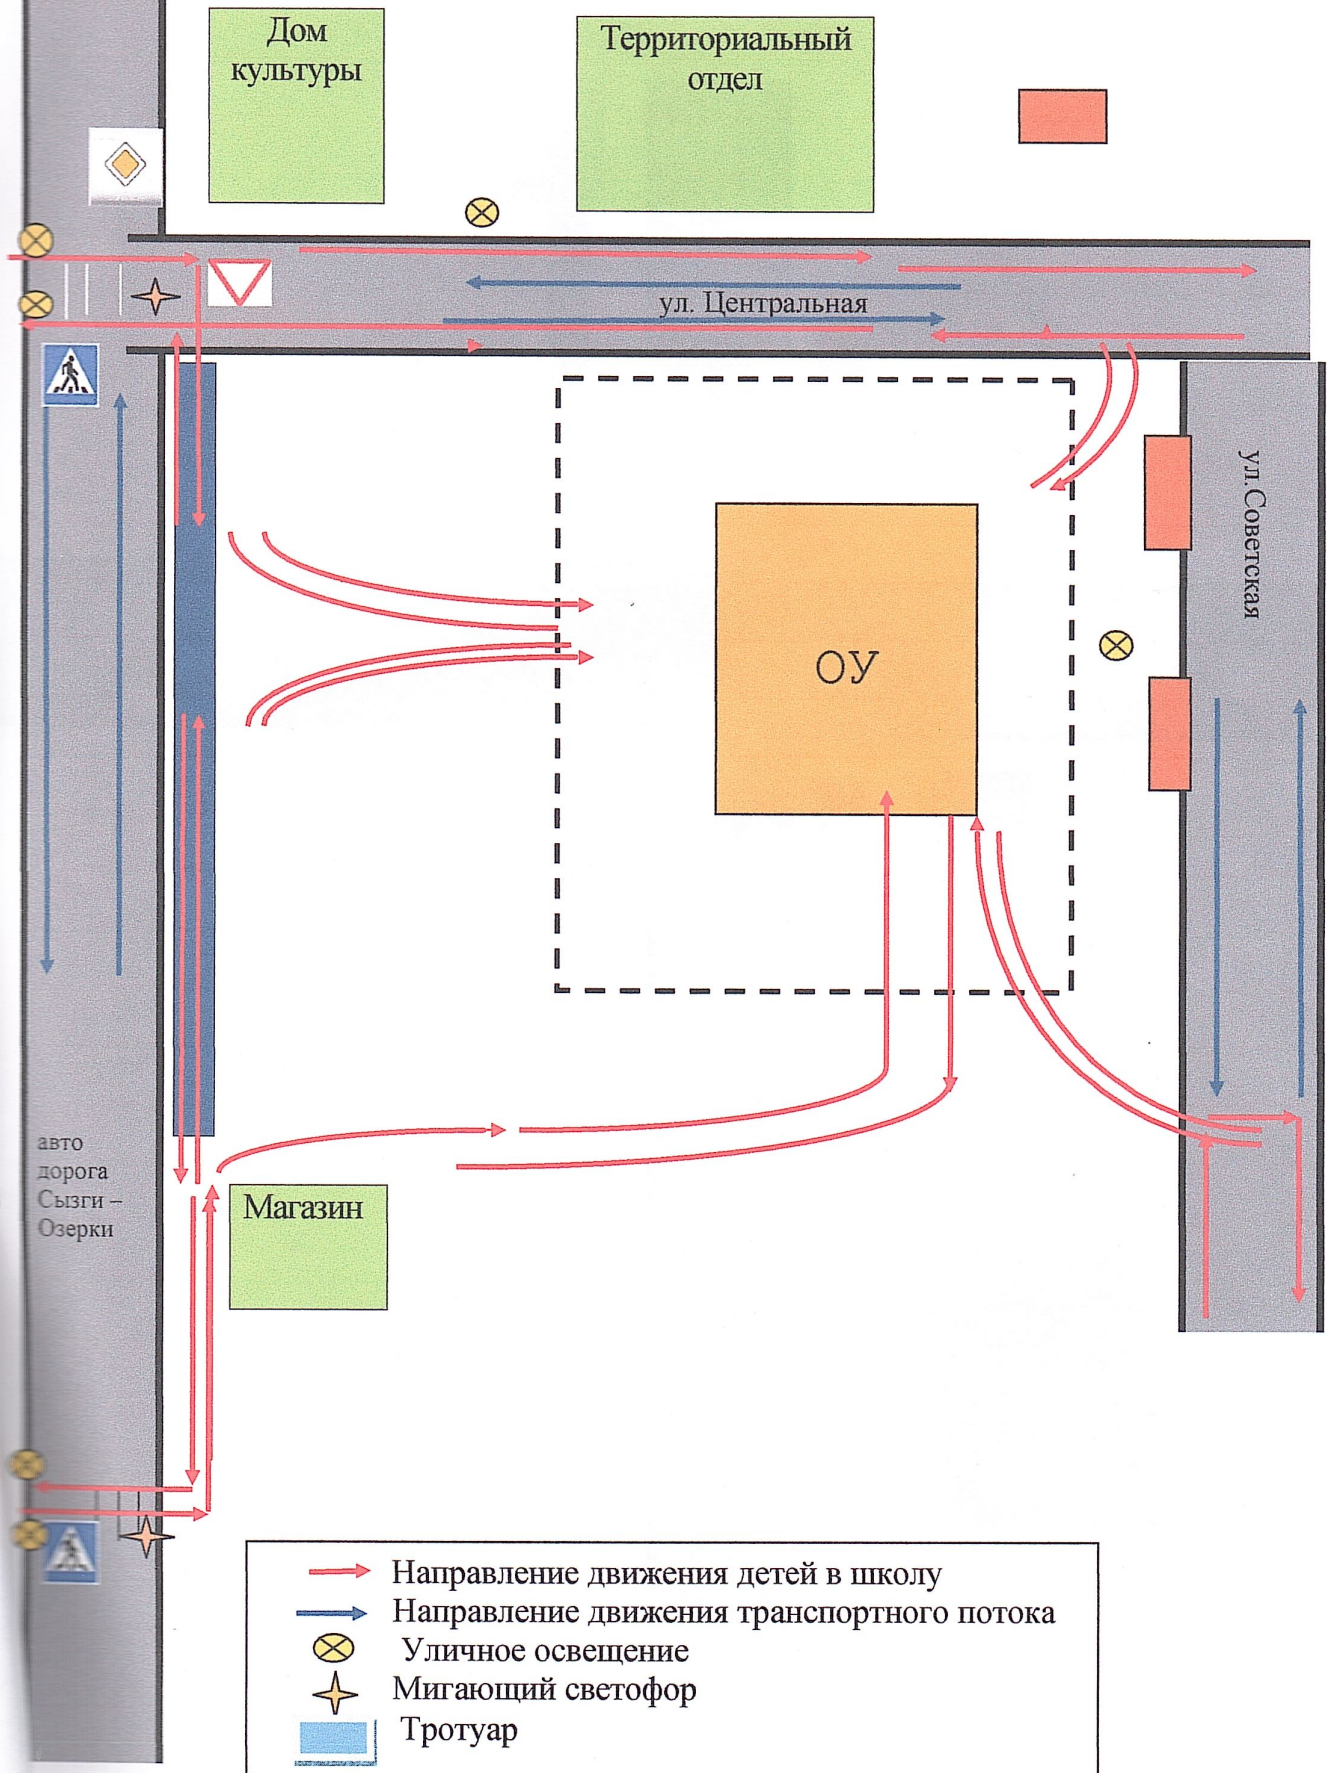 Дом
культуры
Территориальный
отдел
ул. Центральная
ул.Советская
ОУ
авто
дорога
Сызги –
Озерки
Магазин
Направление движения детей в школу
Направление движения транспортного потока
Уличное освещение
Мигающий светофор
Тротуар